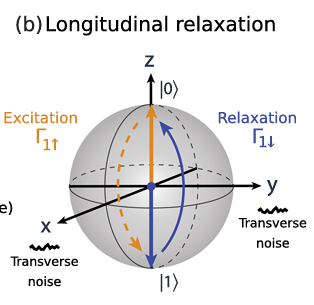 (b) Longitudinal relaxation
z
|0⟩
Excitation
Γ1↑
Relaxation
Γ1↓
y
e)
x
Transverse
noise
Transverse
noise
|1⟩